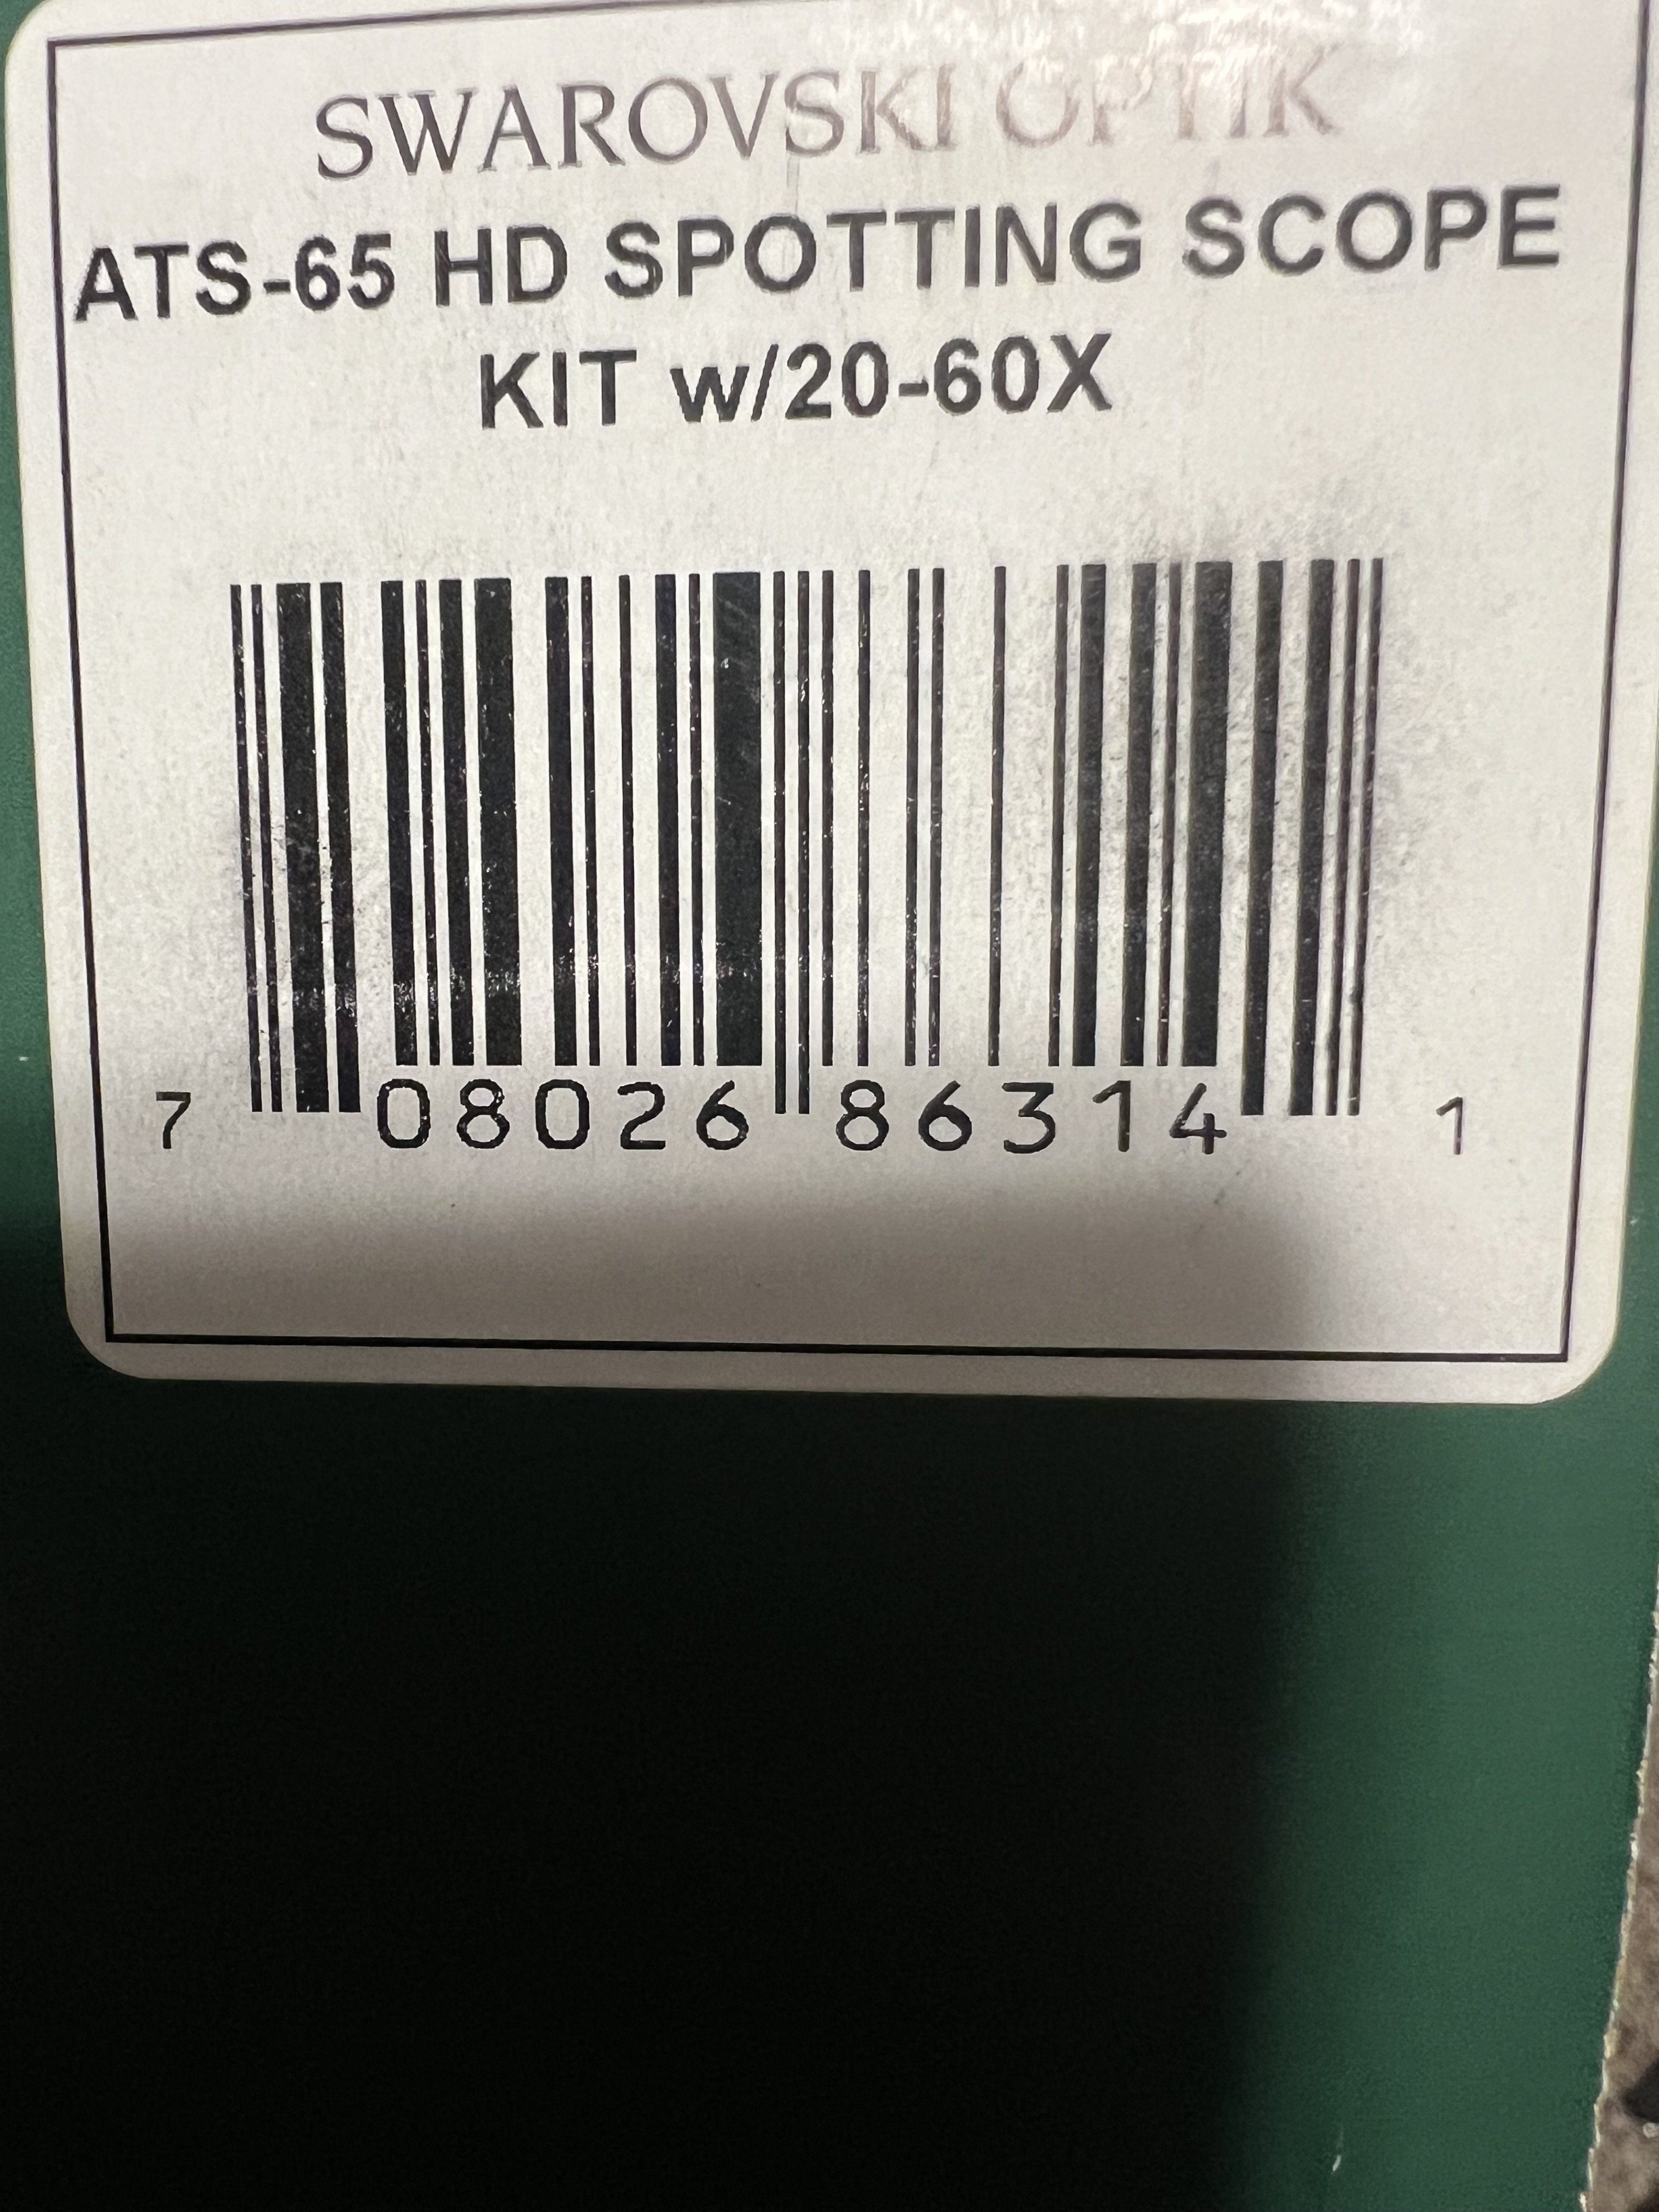 SWAROVSKI OPTIK
ATS-65 HD SPOTTING SCOPE
KIT w/20-60X
7 08026 86314 1